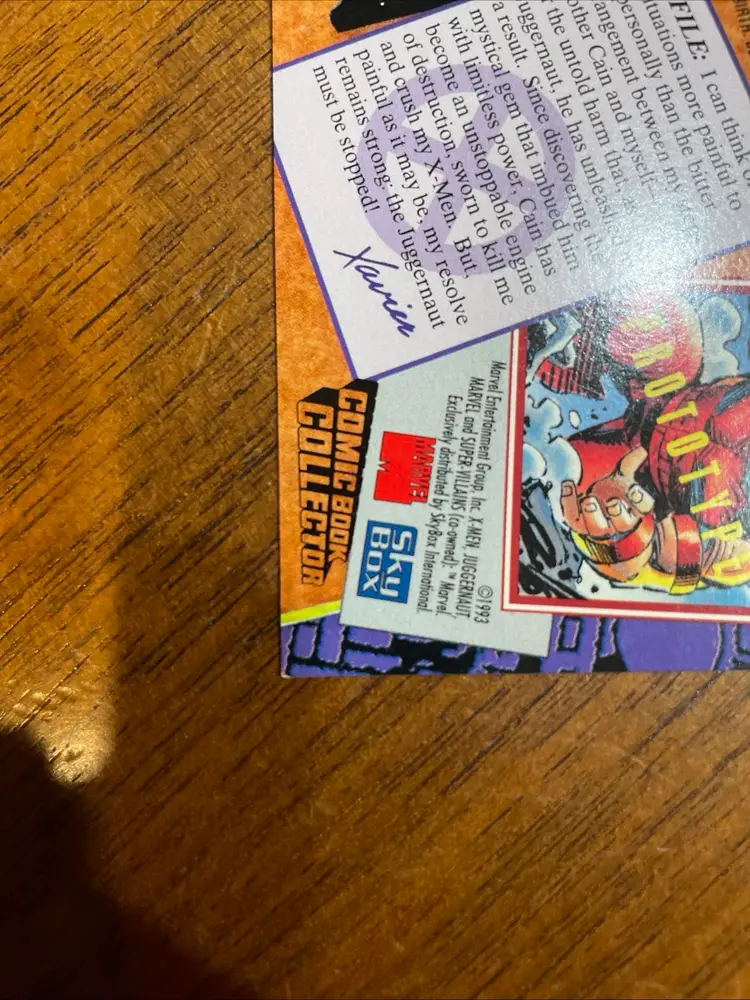 FILE: I can think
tuations more painful to
personally than the bitter
angement between my
other Cain and myself—
the untold harm that, a
uggernaut, he has unleashed
a result. Since discovering the
mystical gem that imbued him
with limitless power, Cain has
become an unstoppable engine
of destruction, sworn to kill me
and crush my X-Men. But
painful as it may be, my resolve
remains strong: the Juggernaut
must be stopped!
Xavier
PROTOTYP
©1993
Marvel Entertainment Group, Inc. X-MEN, JUGGERNAUT,
MARVEL and SUPER-VILLAINS (co-owned): ™ Marvel.
Exclusively distributed by SkyBox International.
MARVEL
SKY
BOX
COMIC BOOK
COLLECTOR